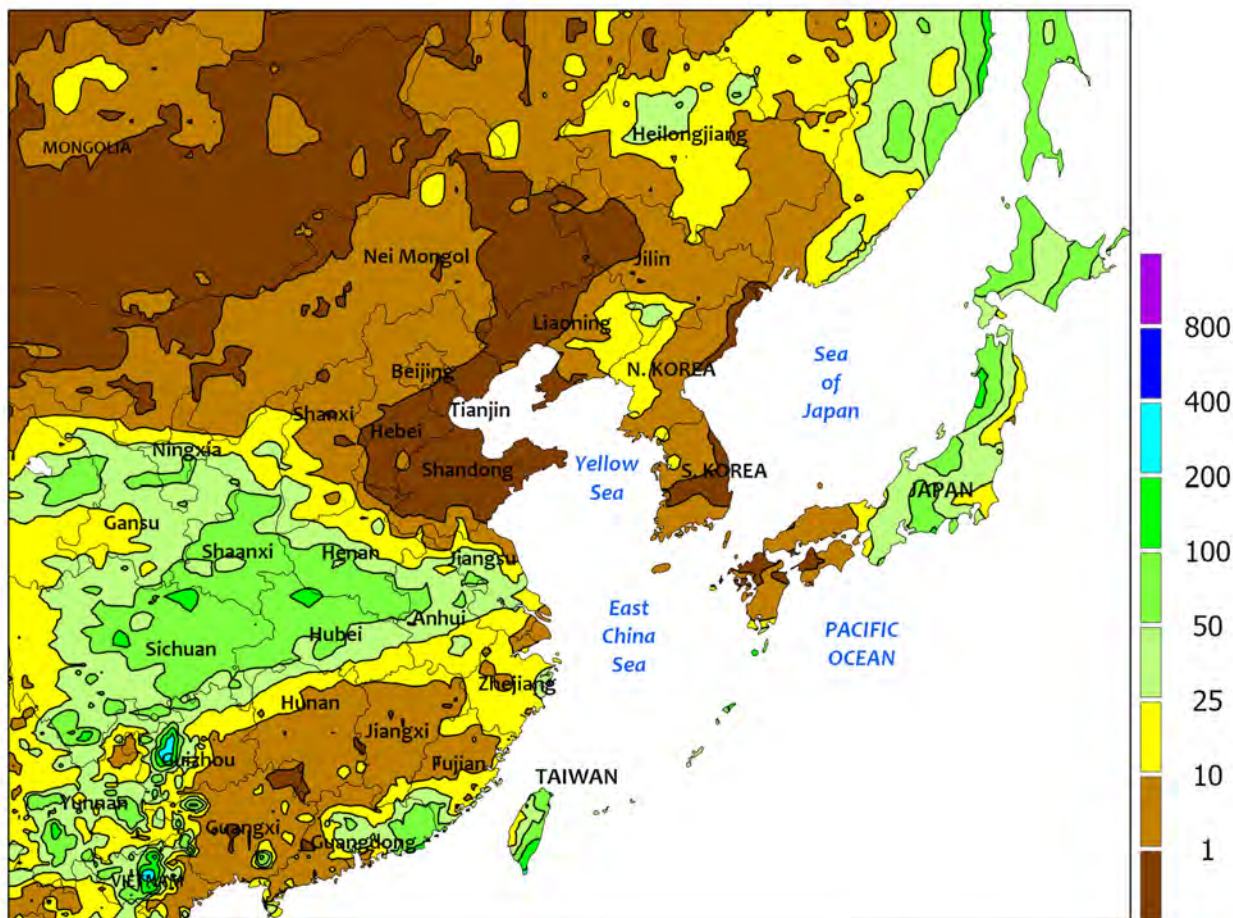 Heilongjiang
MONGOLIA
Nei Mongol
Jilin
Liaoning
Beijing
N. KOREA
Sea
of
Japan
Shanxi
Tianjin
Hebei
Ningxia
Shandong
Yellow
Sea
S. KOREA
JAPAN
Gansu
Shaanxi
Henan
Jiangsu
East
China
Sea
Anhui
Hubei
Sichuan
PACIFIC
OCEAN
Zhejiang
Hunan
Jiangxi
Guizhou
Fujian
TAIWAN
Yunnan
Guangxi
Guangdong
VIETNAM
800
400
200
100
50
25
10
1